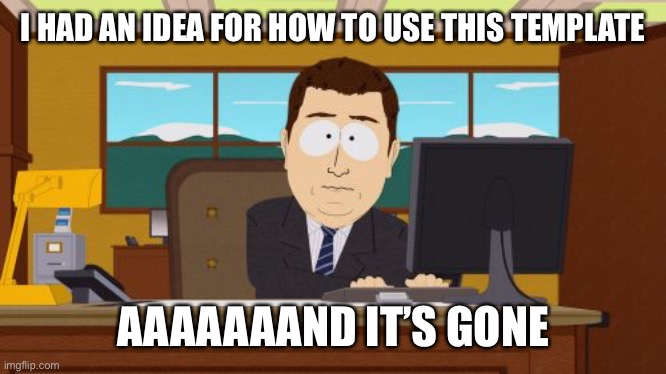 I HAD AN IDEA FOR HOW TO USE THIS TEMPLATE
AAAAAAAND IT’S GONE
imgflip.com